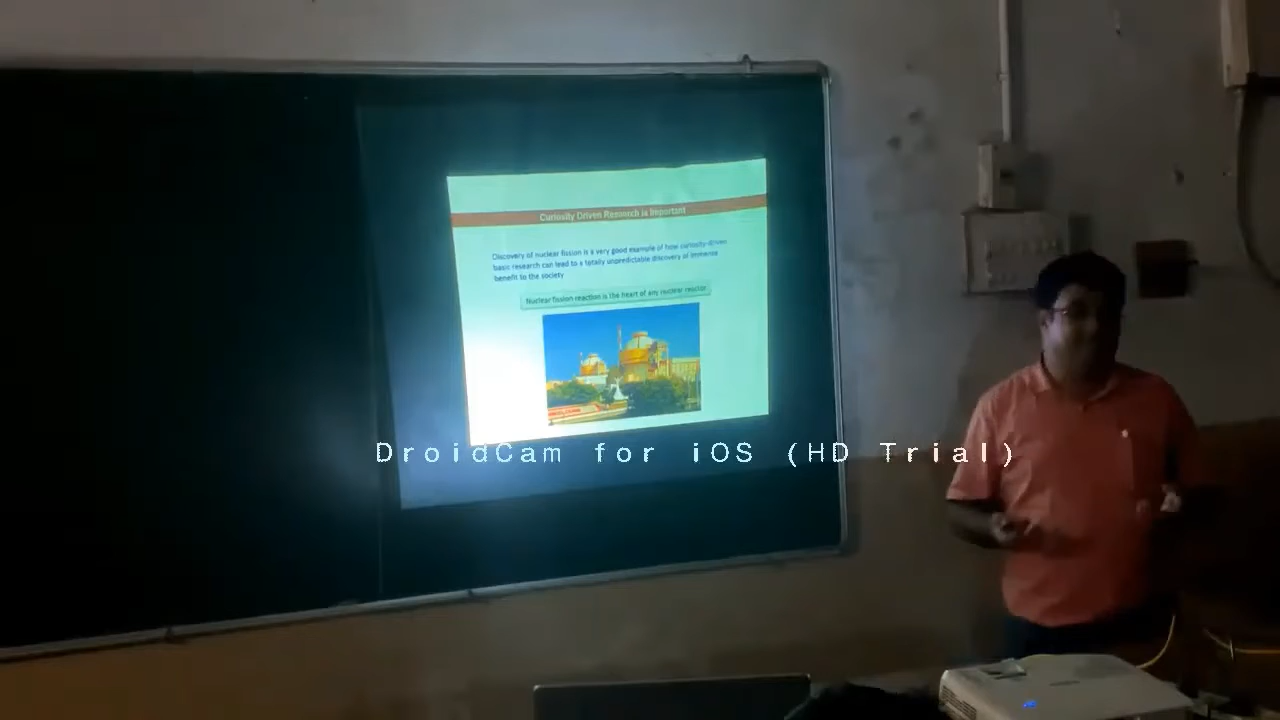 Curiosity Driven Research is Important
Discovery of nuclear fission is a very good example of how curiosity-driven
basic research can lead to a totally unpredictable discovery of immense
benefit to the society
Nuclear fission reaction is the heart of any nuclear reactor
DroidCam for iOS (HD Trial)